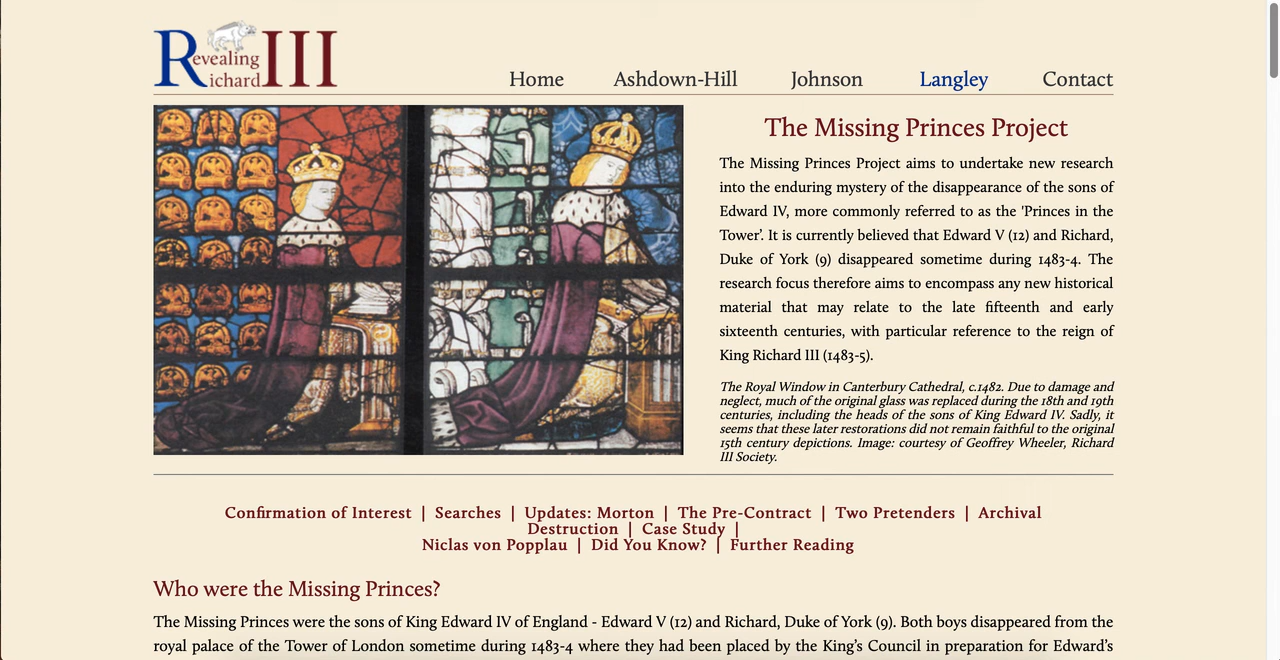 Revealing
Richard III
Home Ashdown-Hill Johnson Langley Contact
The Missing Princes Project
The Missing Princes Project aims to undertake new research
into the enduring mystery of the disappearance of the sons of
Edward IV, more commonly referred to as the 'Princes in the
Tower'. It is currently believed that Edward V (12) and Richard,
Duke of York (9) disappeared sometime during 1483-4. The
research focus therefore aims to encompass any new historical
material that may relate to the late fifteenth and early
sixteenth centuries, with particular reference to the reign of
King Richard III (1483-5).
The Royal Window in Canterbury Cathedral, c.1482. Due to damage and
neglect, much of the original glass was replaced during the 18th and 19th
centuries, including the heads of the sons of King Edward IV. Sadly, it
seems that these later restorations did not remain faithful to the original
15th century depictions. Image: courtesy of Geoffrey Wheeler, Richard
III Society.
Confirmation of Interest | Searches | Updates: Morton | The Pre-Contract | Two Pretenders | Archival
Destruction | Case Study |
Niclas von Popplau | Did You Know? | Further Reading
Who were the Missing Princes?
The Missing Princes were the sons of King Edward IV of England - Edward V (12) and Richard, Duke of York (9). Both boys disappeared from the
royal palace of the Tower of London sometime during 1483-4 where they had been placed by the King's Council in preparation for Edward's